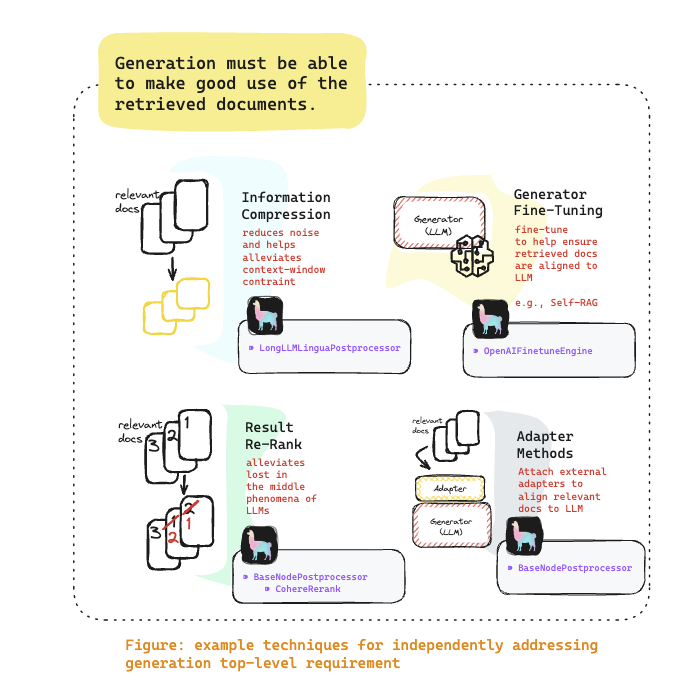 Generation must be able
to make good use of the
retrieved documents.
relevant
docs
Information
Compression
reduces noise
and helps
alleviates
context-window
contraint
LongLLMLinguaPostprocessor
Generator
(LLM)
Generator
Fine-Tuning
fine-tune
to help ensure
retrieved docs
are aligned to
LLM
e.g., Self-RAG
OpenAIFinetuneEngine
relevant
docs
1
2
3
2
1
1
2
3
Result
Re-Rank
alleviates
lost in
the middle
phenomena of
LLMs
BaseNodePostprocessor
CohereRerank
relevant
docs
Adapter
Generator
(LLM)
Adapter
Methods
Attach external
adapters to
align relevant
docs to LLM
BaseNodePostprocessor
Figure: example techniques for independently addressing
generation top-level requirement